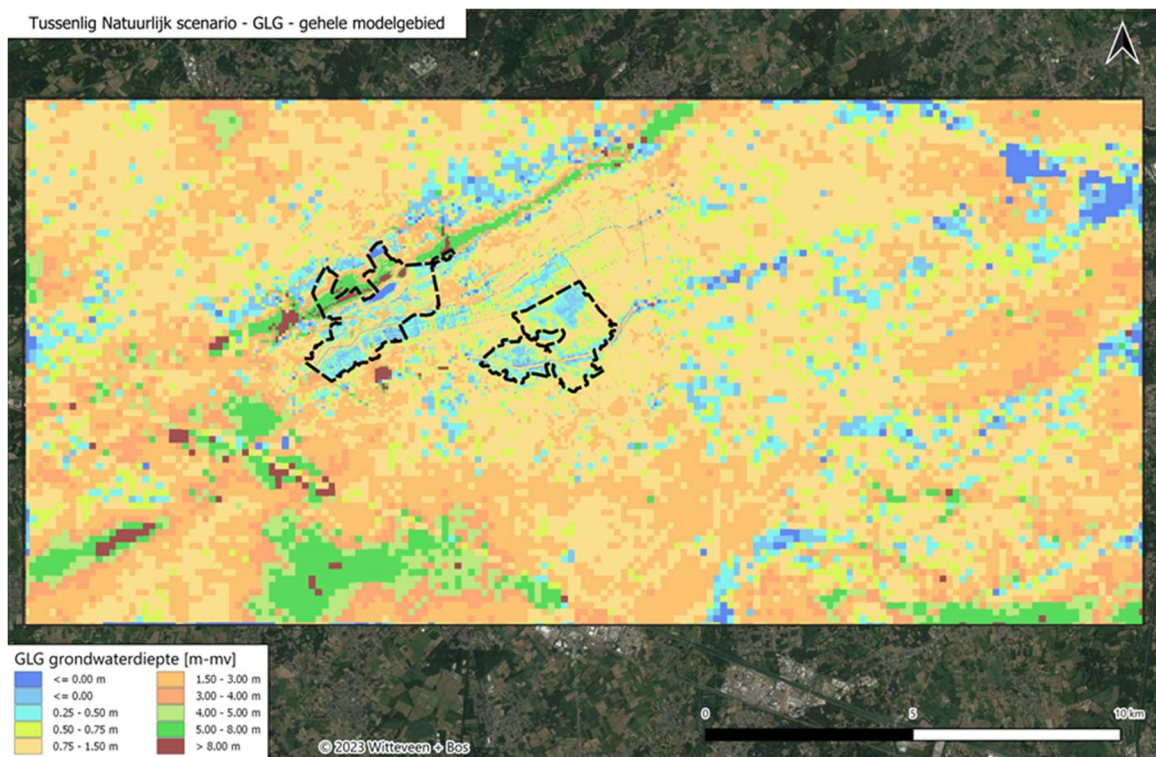 Tussenlig Natuurlijk scenario - GLG - gehele modelgebied
GLG grondwaterdiepte [m-mv]
<= 0.00 m
<= 0.00
0.25 - 0.50 m
0.50 - 0.75 m
0.75 - 1.50 m
1.50 - 3.00 m
3.00 - 4.00 m
4.00 - 5.00 m
5.00 - 8.00 m
> 8.00 m
© 2023 Witteveen + Bos
0 5 10 km